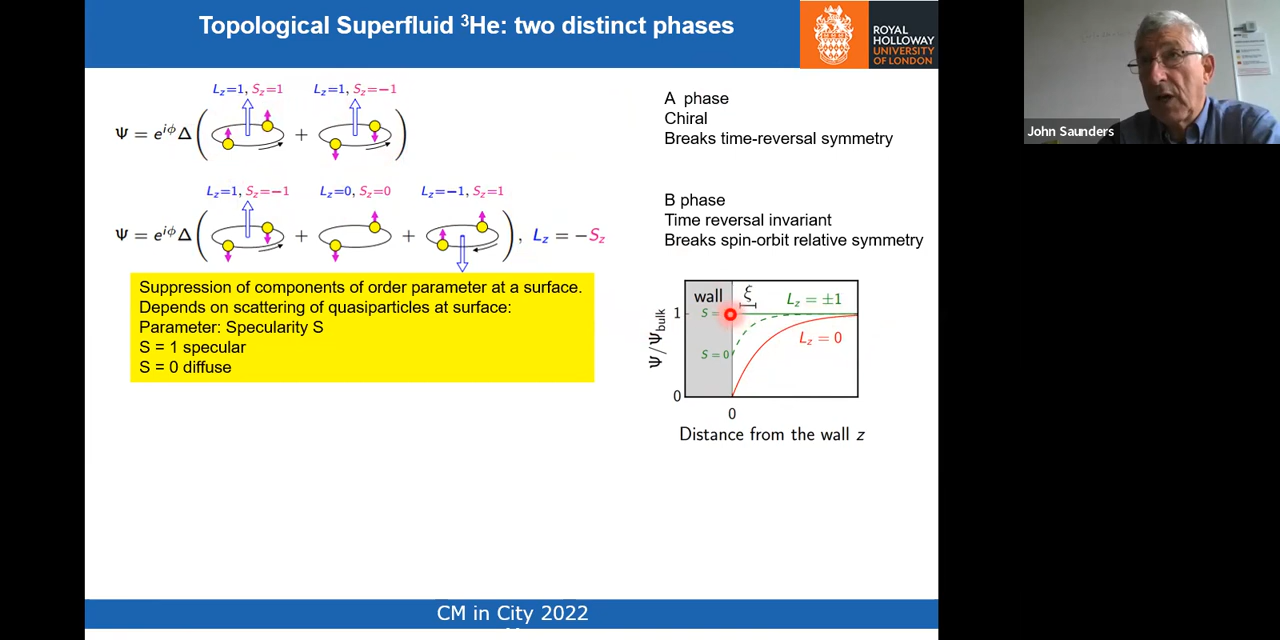 Topological Superfluid ³He: two distinct phases
ROYAL
HOLLOWAY
UNIVERSITY
OF LONDON
John Saunders
L_z=1, S_z=1 L_z=1, S_z=−1
Ψ = e^{iϕ} Δ ( + )
A phase
Chiral
Breaks time-reversal symmetry
L_z=1, S_z=−1 L_z=0, S_z=0 L_z=−1, S_z=1
Ψ = e^{iϕ} Δ ( + + ), L_z = −S_z
B phase
Time reversal invariant
Breaks spin-orbit relative symmetry
Suppression of components of order parameter at a surface.
Depends on scattering of quasiparticles at surface:
Parameter: Specularity S
S = 1 specular
S = 0 diffuse
wall ξ L_z = ±1
1 S =
L_z = 0
S = 0
Ψ/Ψ_bulk
0
0
Distance from the wall z
CM in City 2022